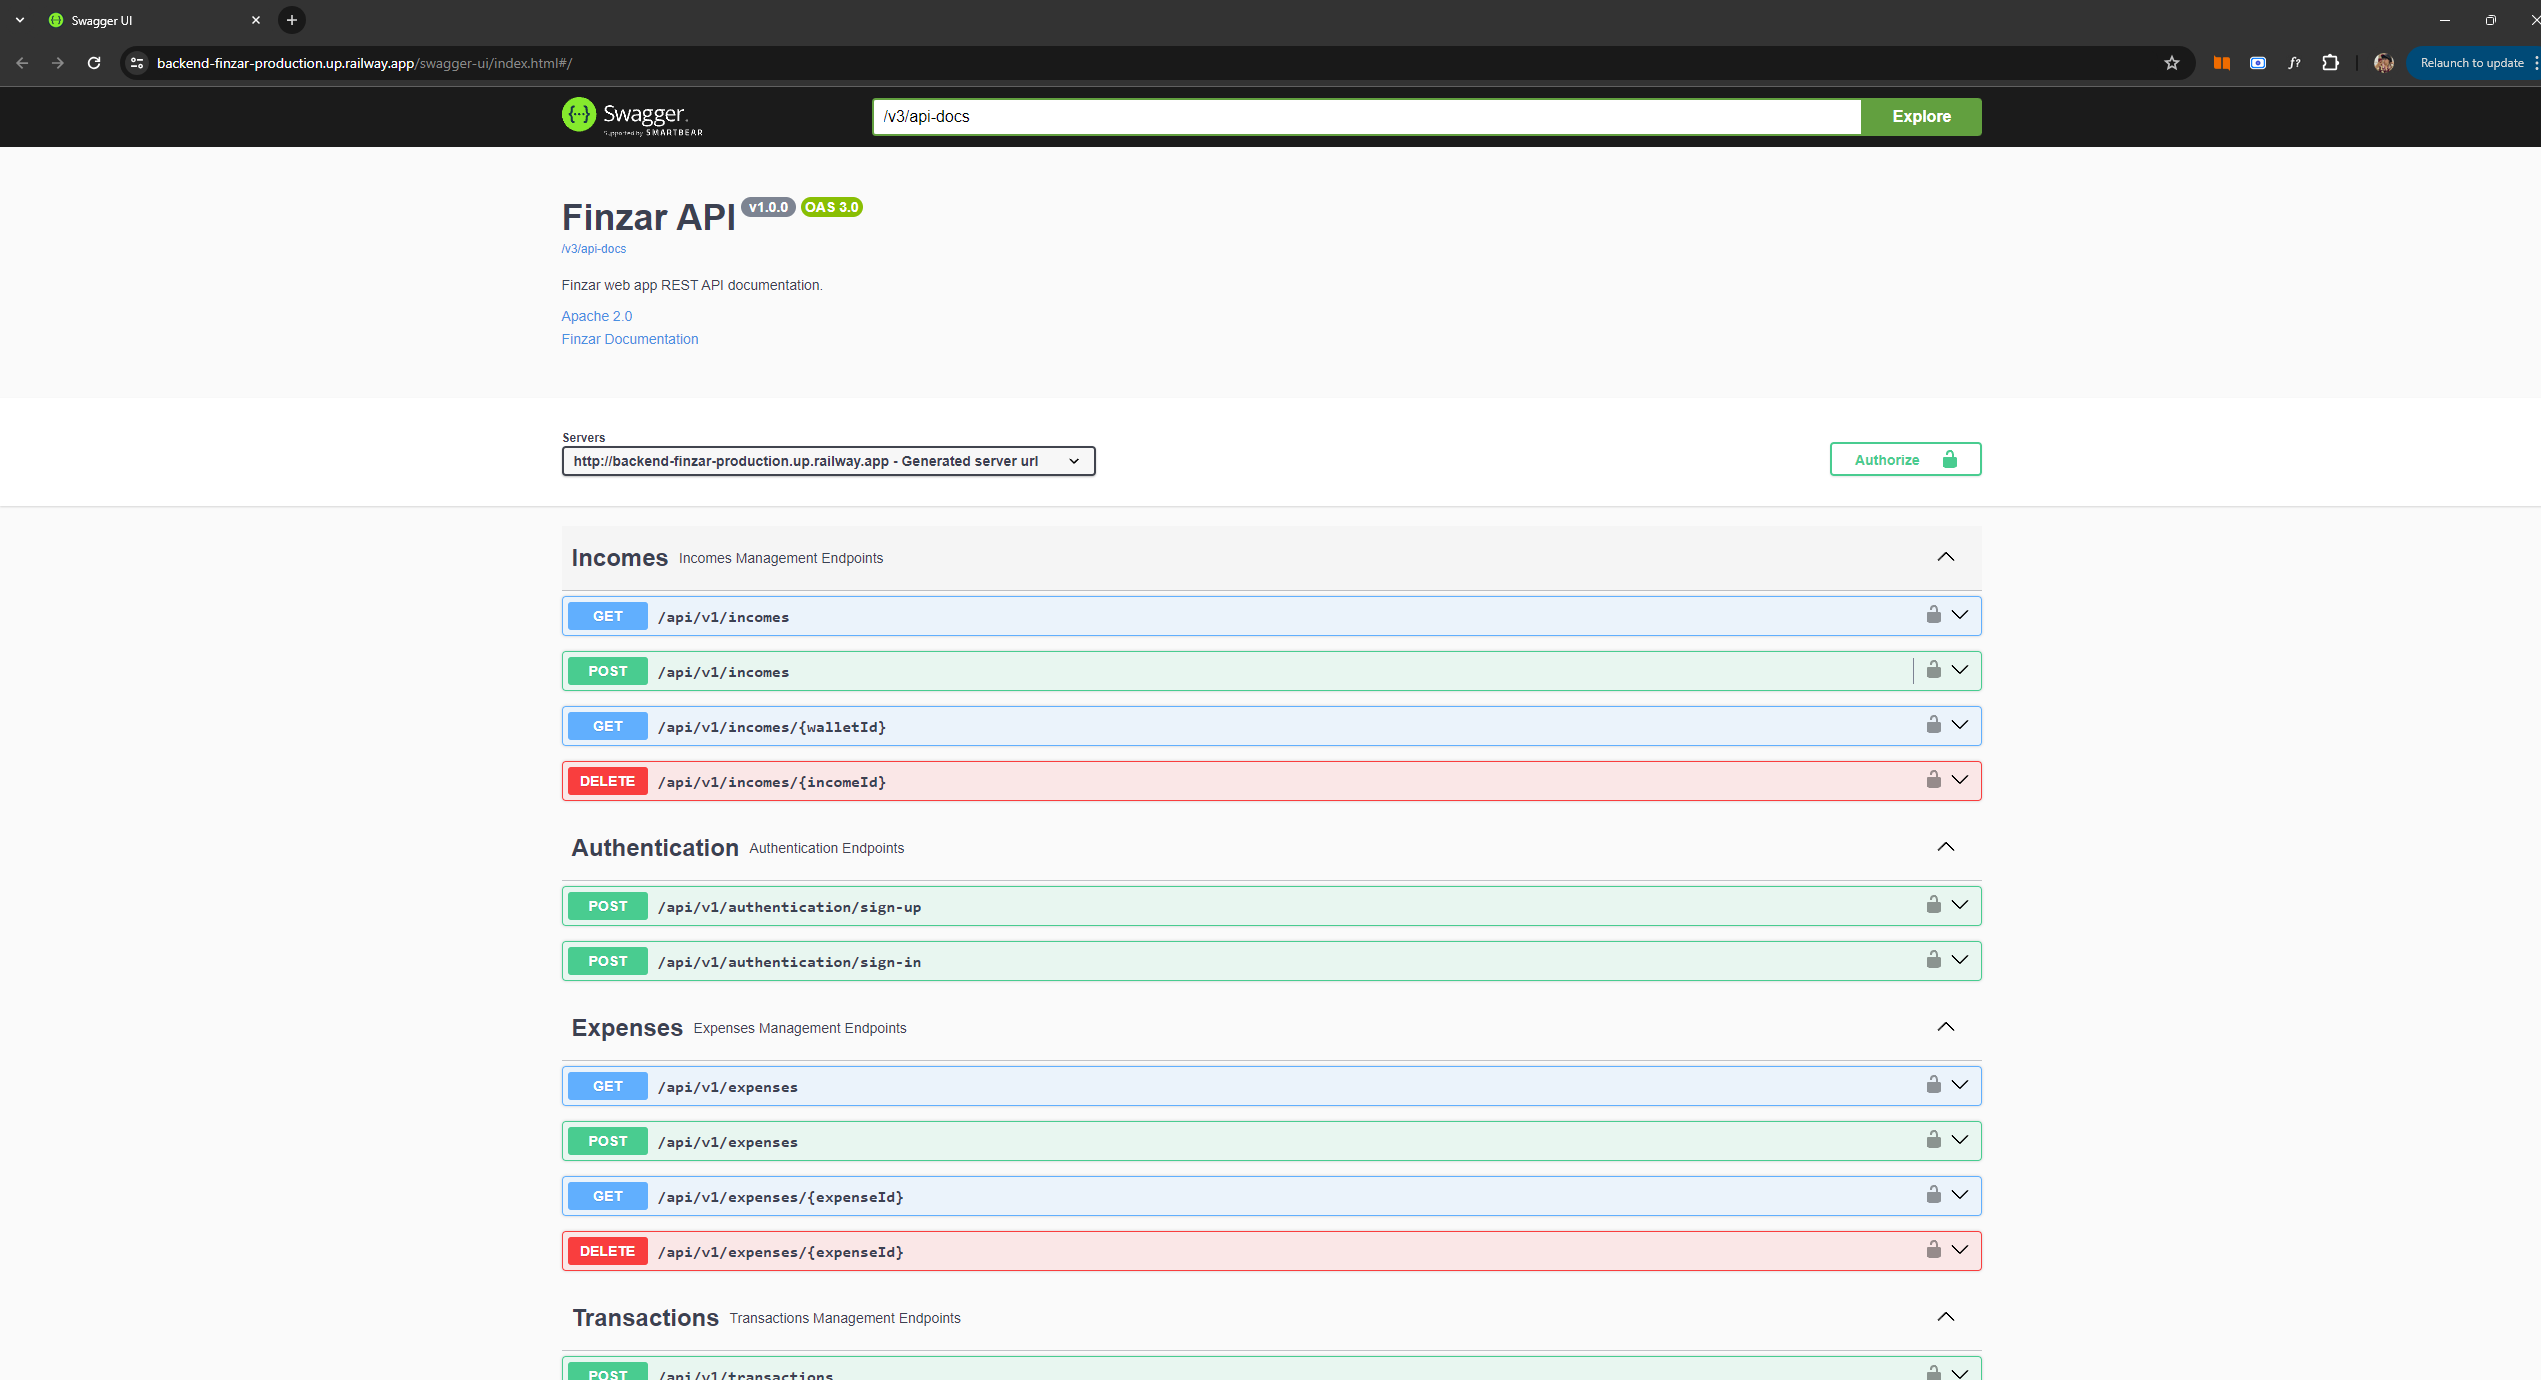 Swagger UI
backend-finzar-production.up.railway.app/swagger-ui/index.html#/
Relaunch to update
Swagger.
Supported by SMARTBEAR
/v3/api-docs
Explore
Finzar API v1.0.0 OAS 3.0
/v3/api-docs
Finzar web app REST API documentation.
Apache 2.0
Finzar Documentation
Servers
http://backend-finzar-production.up.railway.app - Generated server url
Authorize
Incomes Incomes Management Endpoints
GET /api/v1/incomes
POST /api/v1/incomes
GET /api/v1/incomes/{walletId}
DELETE /api/v1/incomes/{incomeId}
Authentication Authentication Endpoints
POST /api/v1/authentication/sign-up
POST /api/v1/authentication/sign-in
Expenses Expenses Management Endpoints
GET /api/v1/expenses
POST /api/v1/expenses
GET /api/v1/expenses/{expenseId}
DELETE /api/v1/expenses/{expenseId}
Transactions Transactions Management Endpoints
POST /api/v1/transactions